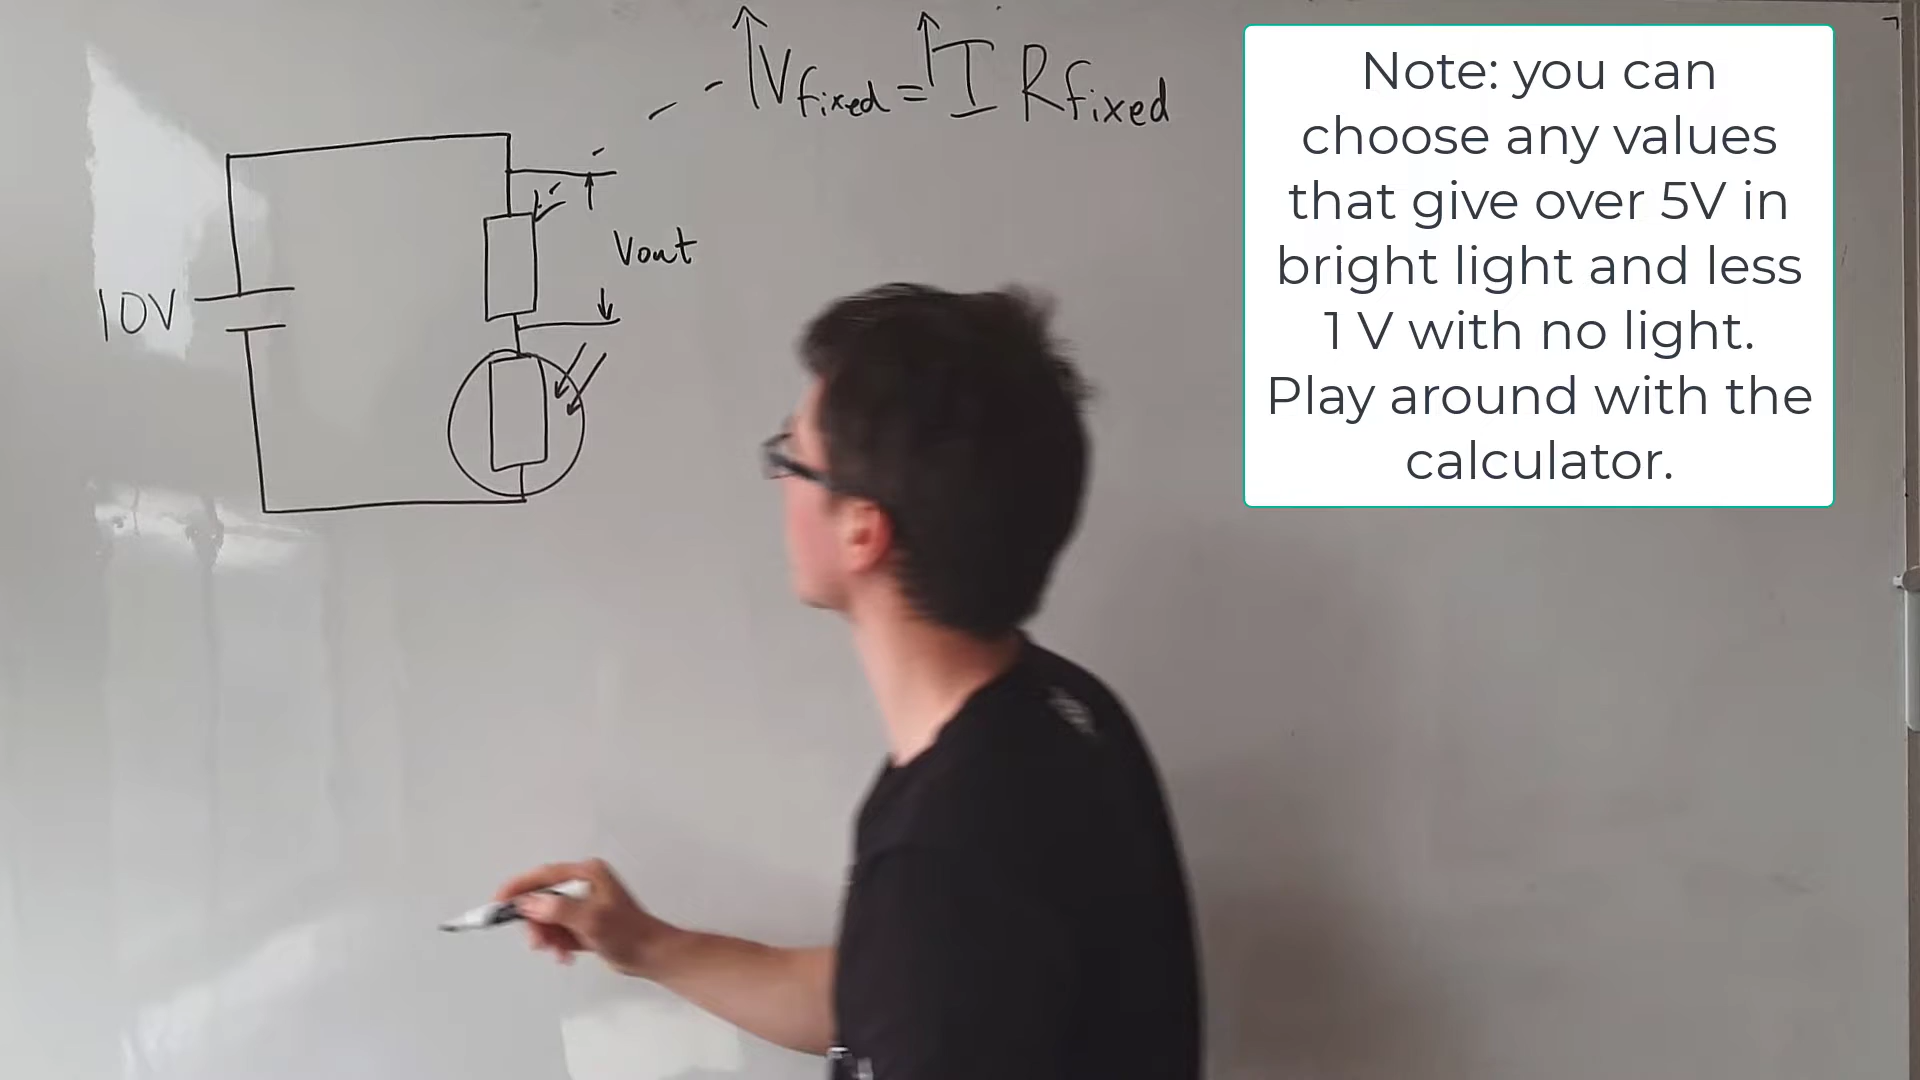 Vfixed = I Rfixed
10V
Vout
Note: you can
choose any values
that give over 5V in
bright light and less
1 V with no light.
Play around with the
calculator.